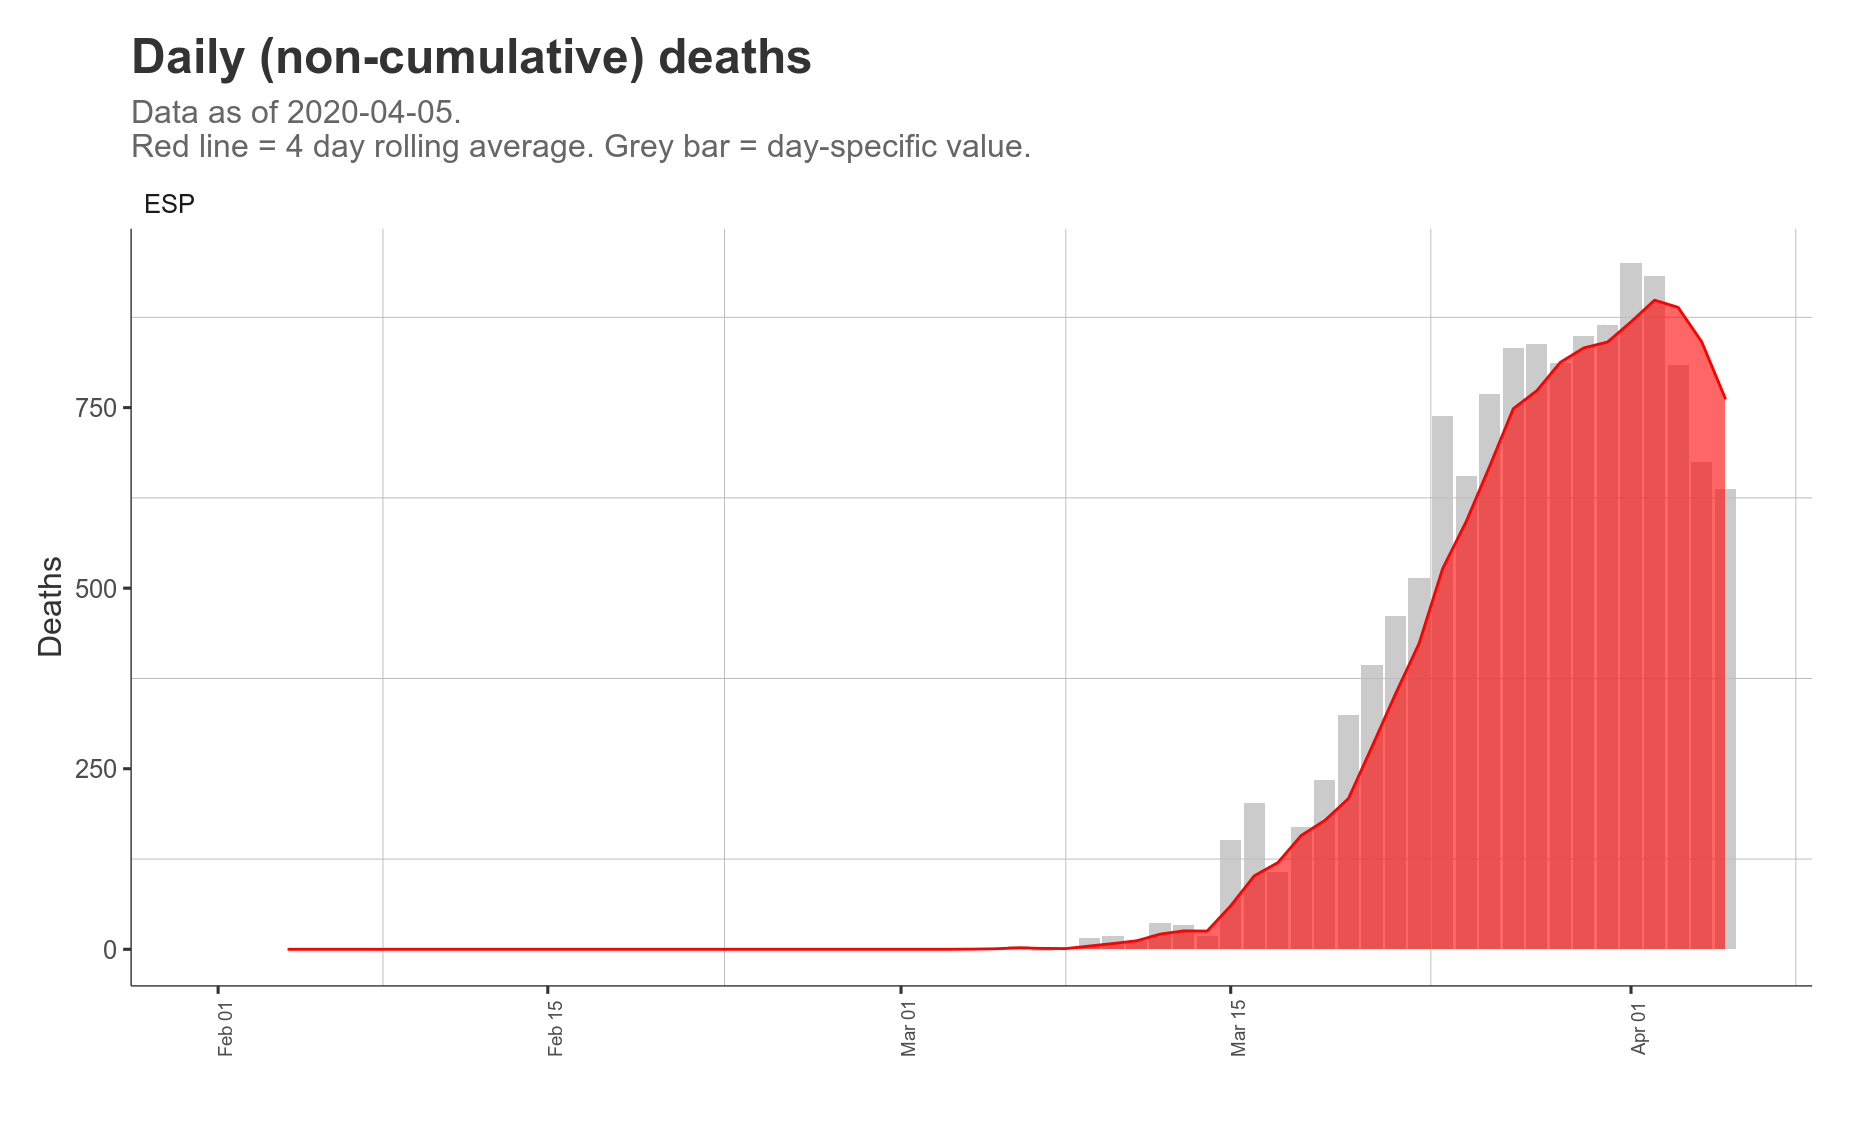 Daily (non-cumulative) deaths
Data as of 2020-04-05.
Red line = 4 day rolling average. Grey bar = day-specific value.
ESP
Deaths
750
500
250
0
Feb 01
Feb 15
Mar 01
Mar 15
Apr 01